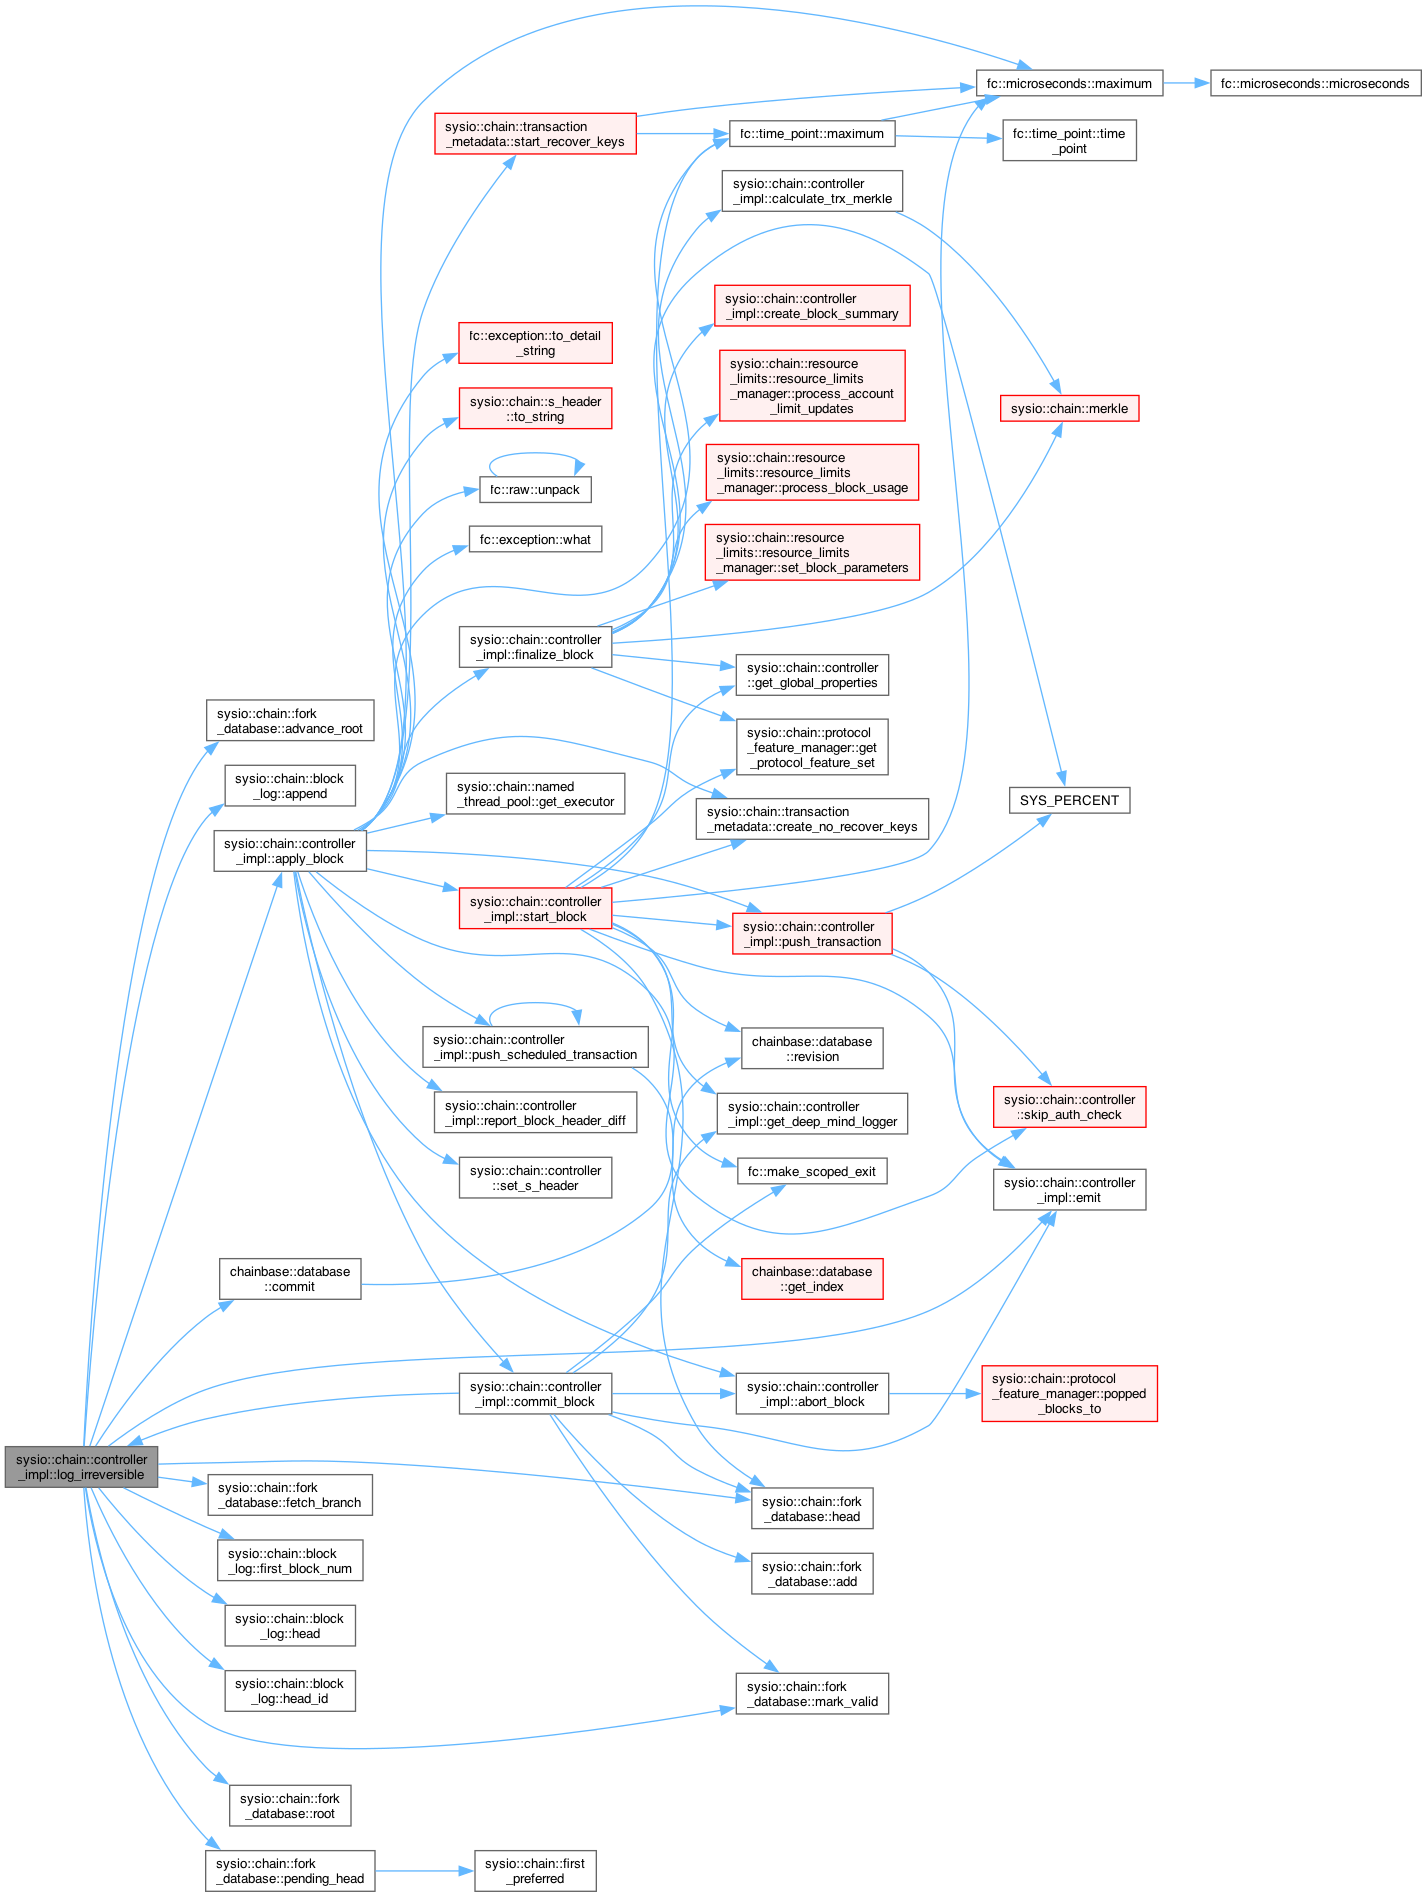 fc::microseconds::maximum
fc::microseconds::microseconds
sysio::chain::transaction
_metadata::start_recover_keys
fc::time_point::maximum
fc::time_point::time
_point
sysio::chain::controller
_impl::calculate_trx_merkle
sysio::chain::controller
_impl::create_block_summary
fc::exception::to_detail
_string
sysio::chain::resource
_limits::resource_limits
_manager::process_account
_limit_updates
sysio::chain::s_header
::to_string
sysio::chain::merkle
sysio::chain::resource
_limits::resource_limits
_manager::process_block_usage
fc::raw::unpack
fc::exception::what
sysio::chain::resource
_limits::resource_limits
_manager::set_block_parameters
sysio::chain::controller
_impl::finalize_block
sysio::chain::controller
::get_global_properties
sysio::chain::fork
_database::advance_root
sysio::chain::protocol
_feature_manager::get
_protocol_feature_set
sysio::chain::block
_log::append
sysio::chain::named
_thread_pool::get_executor
sysio::chain::transaction
_metadata::create_no_recover_keys
SYS_PERCENT
sysio::chain::controller
_impl::apply_block
sysio::chain::controller
_impl::start_block
sysio::chain::controller
_impl::push_transaction
sysio::chain::controller
_impl::push_scheduled_transaction
chainbase::database
::revision
sysio::chain::controller
_impl::report_block_header_diff
sysio::chain::controller
_impl::get_deep_mind_logger
sysio::chain::controller
::skip_auth_check
sysio::chain::controller
::set_s_header
fc::make_scoped_exit
sysio::chain::controller
_impl::emit
chainbase::database
::commit
chainbase::database
::get_index
sysio::chain::controller
_impl::commit_block
sysio::chain::controller
_impl::abort_block
sysio::chain::protocol
_feature_manager::popped
_blocks_to
sysio::chain::controller
_impl::log_irreversible
sysio::chain::fork
_database::fetch_branch
sysio::chain::fork
_database::head
sysio::chain::block
_log::first_block_num
sysio::chain::fork
_database::add
sysio::chain::block
_log::head
sysio::chain::block
_log::head_id
sysio::chain::fork
_database::mark_valid
sysio::chain::fork
_database::root
sysio::chain::fork
_database::pending_head
sysio::chain::first
_preferred